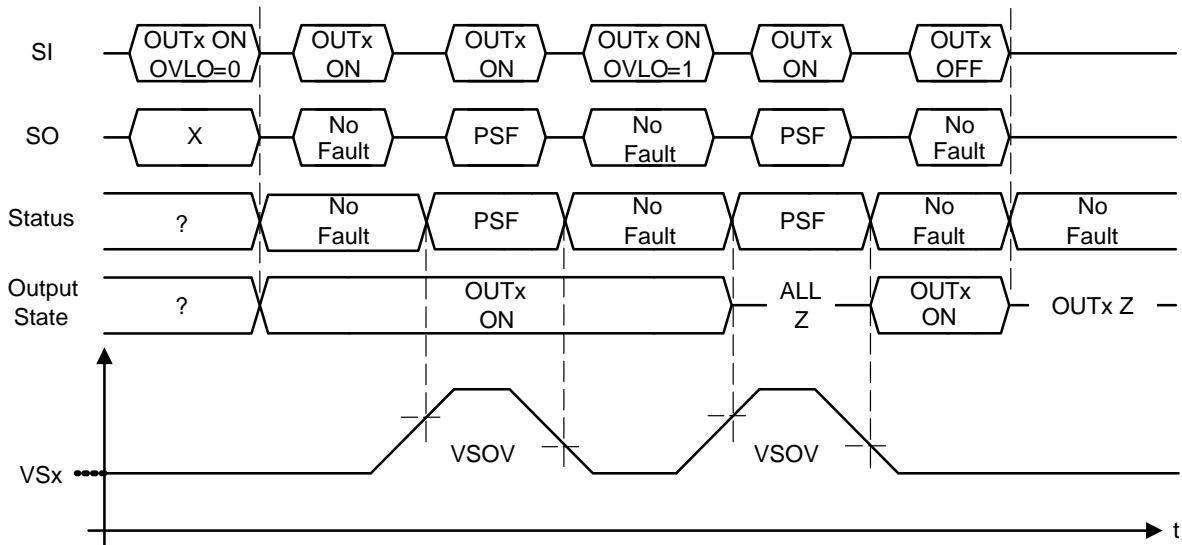 SI
OUTx ON
OVLO=0
OUTx
ON
OUTx
ON
OUTx ON
OVLO=1
OUTx
ON
OUTx
OFF
SO
X
No
Fault
PSF
No
Fault
PSF
No
Fault
Status
?
No
Fault
PSF
No
Fault
PSF
No
Fault
No
Fault
Output
State
?
OUTx
ON
ALL
Z
OUTx
ON
OUTx Z
VSOV
VSOV
VSx
t